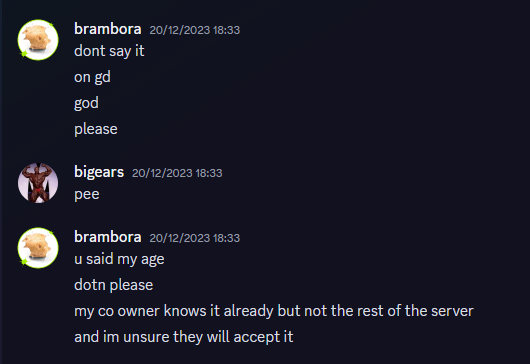 brambora 20/12/2023 18:33
dont say it
on gd
god
please
bigears 20/12/2023 18:33
pee
brambora 20/12/2023 18:33
u said my age
dotn please
my co owner knows it already but not the rest of the server
and im unsure they will accept it